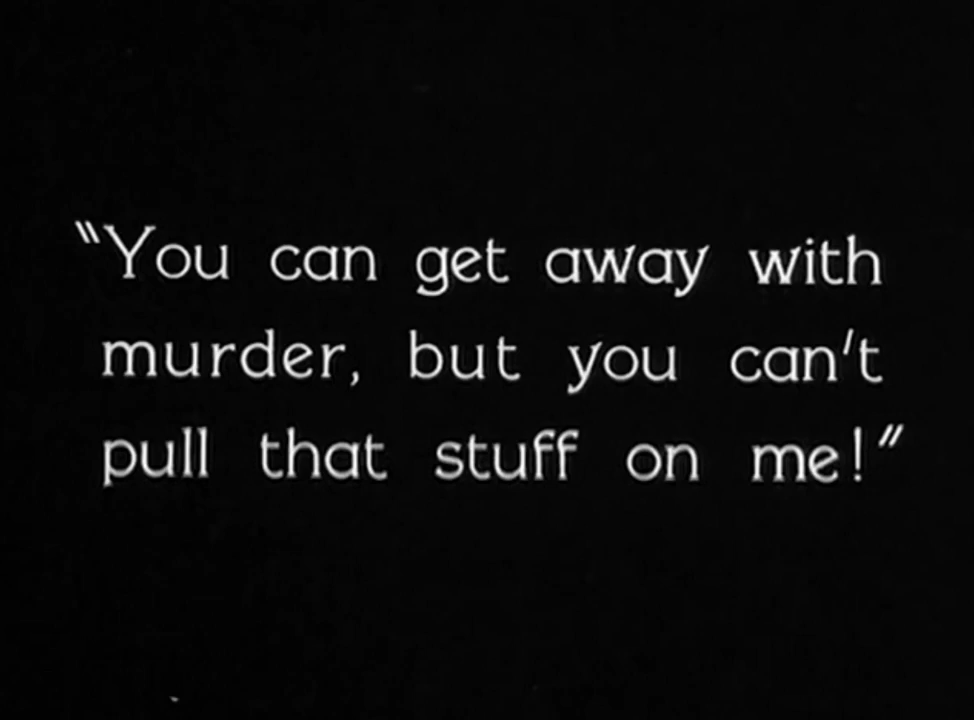 "You can get away with
murder, but you can't
pull that stuff on me!"